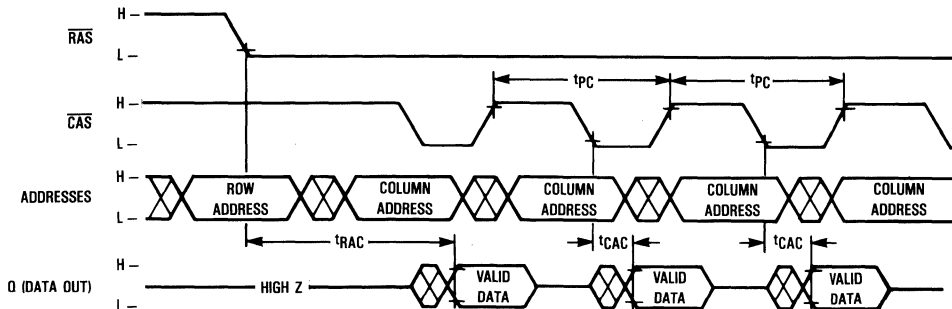 H
RAS
L
tPC
tPC
H
CAS
L
H
ADDRESSES
L
ROW
ADDRESS
COLUMN
ADDRESS
COLUMN
ADDRESS
COLUMN
ADDRESS
COLUMN
ADDRESS
tRAC
tCAC
tCAC
H
Q (DATA OUT)
L
HIGH Z
VALID
DATA
VALID
DATA
VALID
DATA